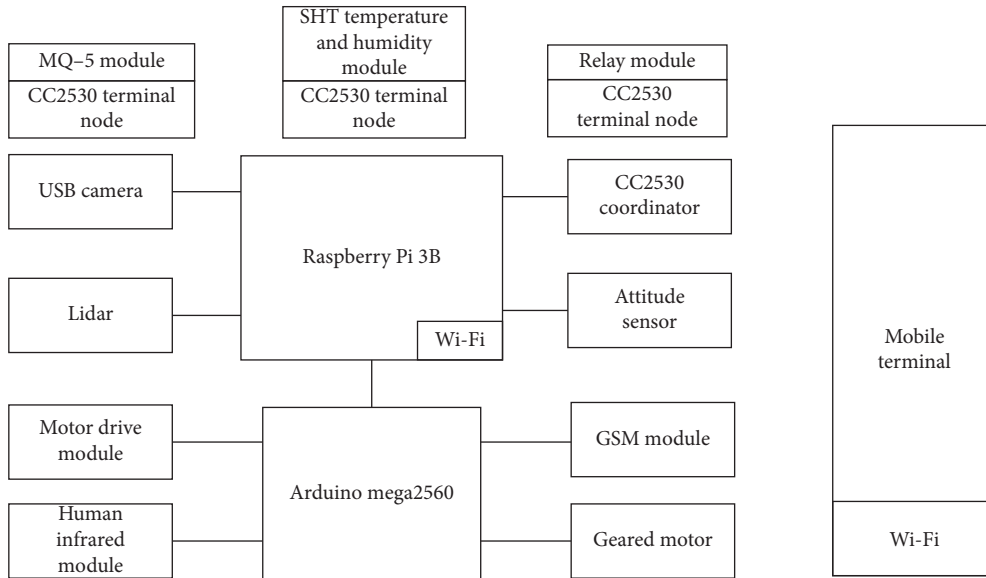 SHT temperature
and humidity
module
MQ–5 module
Relay module
CC2530 terminal
node
CC2530 terminal
node
CC2530
terminal node
USB camera
Raspberry Pi 3B
CC2530
coordinator
Lidar
Attitude
sensor
Wi-Fi
Mobile
terminal
Motor drive
module
GSM module
Arduino mega2560
Human
infrared
module
Geared motor
Wi-Fi